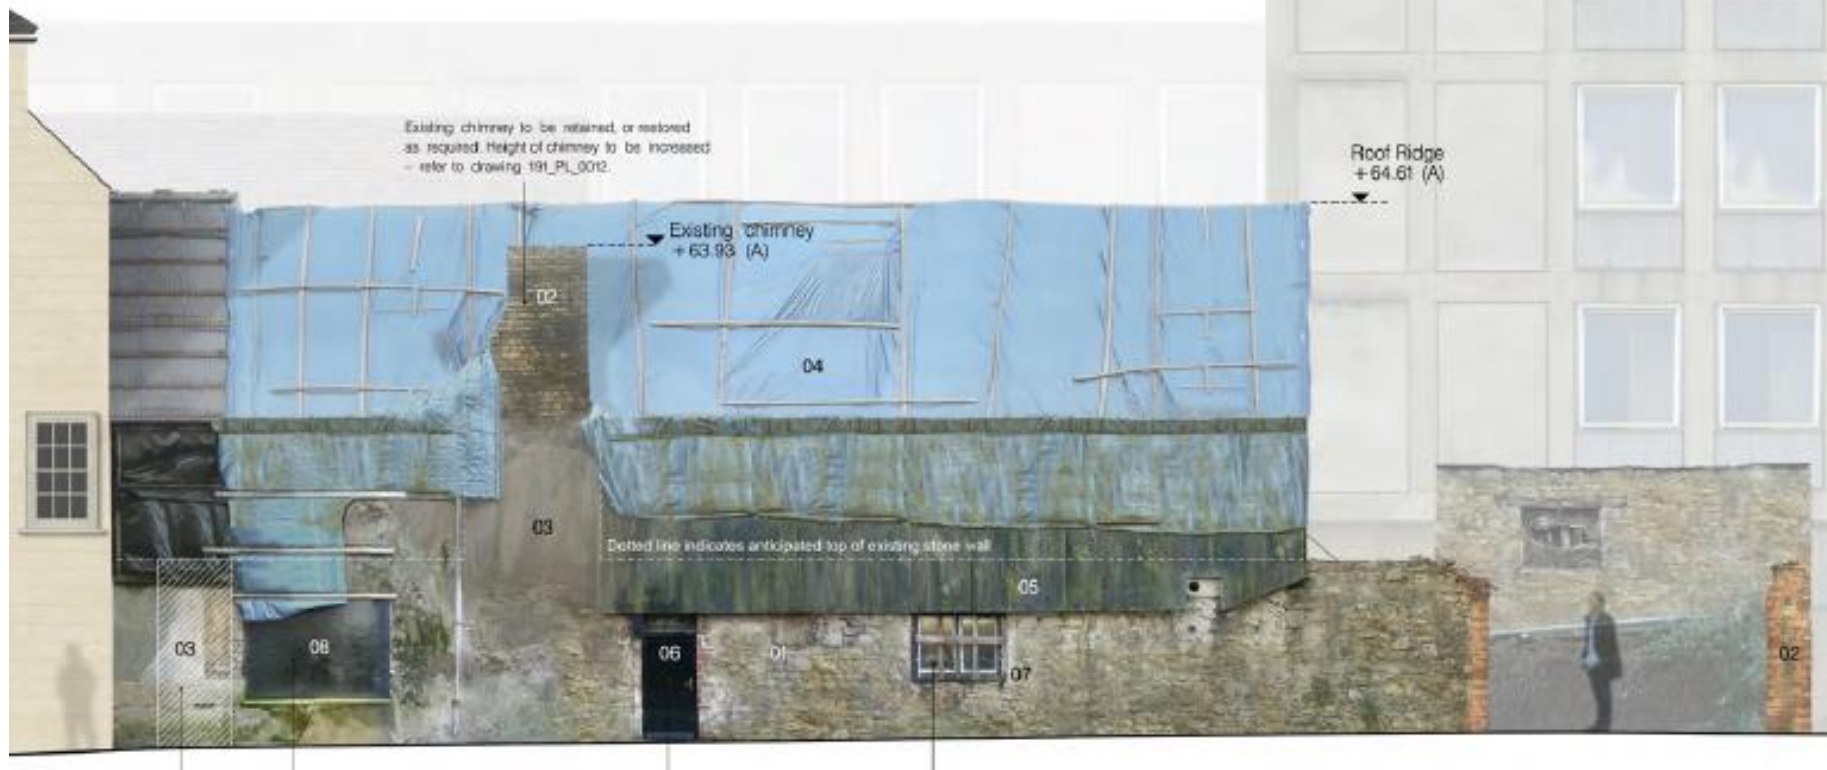 Existing chimney to be retained, or restored
as required. Height of chimney to be increased
- refer to drawing 191_PL_0012.
Roof Ridge
+64.61 (A)
Existing chimney
+63.93 (A)
02
04
03
Dotted line indicates anticipated top of existing stone wall
05
03
08
06
01
07
02